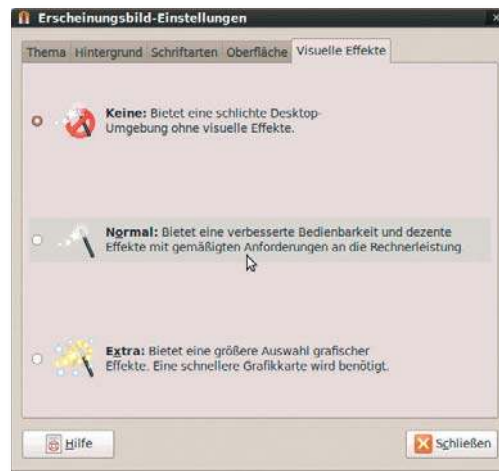 Erscheinungsbild-Einstellungen
Thema Hintergrund Schriftarten Oberfläche Visuelle Effekte
Keine: Bietet eine schlichte Desktop-
Umgebung ohne visuelle Effekte.
Normal: Bietet eine verbesserte Bedienbarkeit und dezente
Effekte mit gemäßigten Anforderungen an die Rechnerleistung
Extra: Bietet eine größere Auswahl grafischer
Effekte. Eine schnellere Grafikkarte wird benötigt.
Hilfe Schließen